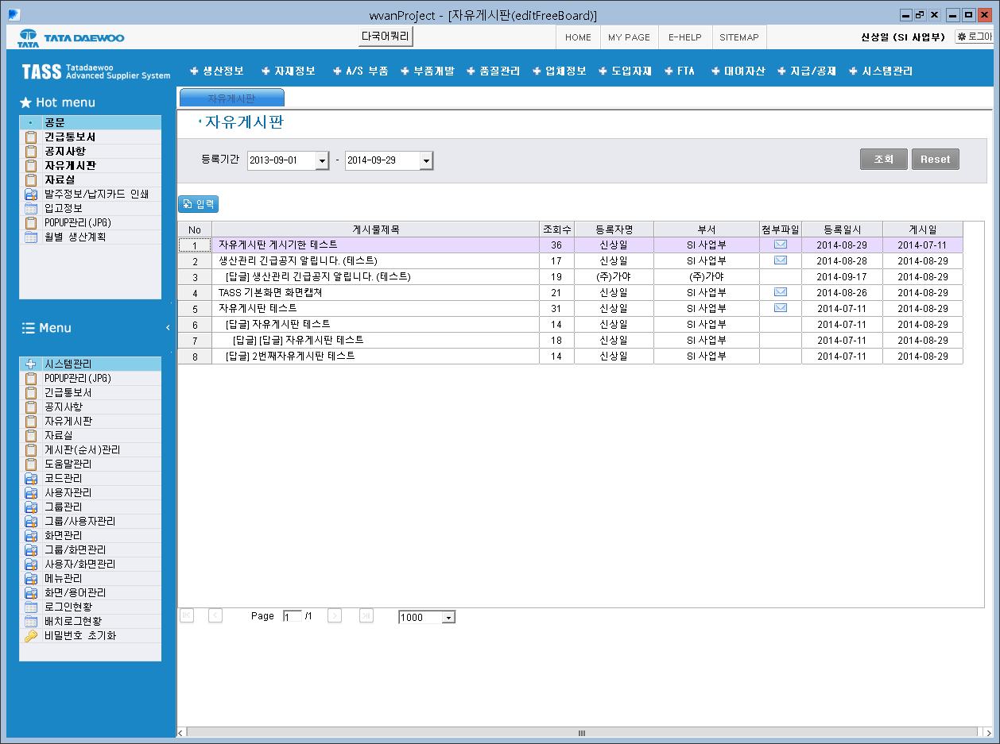 wanProject - [자유게시판(editFreeBoard)]
TATA TATA DAEWOO
다국어쿼리
HOME MY PAGE E-HELP SITEMAP
신상일 (SI 사업부)
TASS Tatadaewoo Advanced Supplier System
생산정보 자재정보 A/S 부품 부품개발 품질관리 업체정보 도입자재 FTA 대여자산 지급/공제 시스템관리
Hot menu
공문
긴급통보서
공지사항
자유게시판
자료실
발주정보/납지카드 인쇄
입고정보
POPUP관리(JPG)
월별 생산계획
Menu
시스템관리
POPUP관리(JPG)
긴급통보서
공지사항
자유게시판
자료실
게시판(순서)관리
도움말관리
코드관리
사용자관리
그룹관리
그룹/사용자관리
화면관리
그룹/화면관리
사용자/화면관리
메뉴관리
화면/용어관리
로그인현황
배치로그현황
비밀번호 초기화
자유게시판
자유게시판
등록기간 2013-09-01 - 2014-09-29 조회 Reset
입력
No 게시물제목 조회수 등록자명 부서 첨부파일 등록일시 게시일
1 자유게시판 게시기한 테스트 36 신상일 SI 사업부 2014-08-29 2014-07-11
2 생산관리 긴급공지 알립니다. (테스트) 17 신상일 SI 사업부 2014-08-28 2014-08-29
3 [답글] 생산관리 긴급공지 알립니다. (테스트) 19 (주)가야 (주)가야 2014-09-17 2014-08-29
4 TASS 기본화면 화면캡쳐 21 신상일 SI 사업부 2014-08-26 2014-08-29
5 자유게시판 테스트 31 신상일 SI 사업부 2014-07-11 2014-08-29
6 [답글] 자유게시판 테스트 14 신상일 SI 사업부 2014-07-11 2014-08-29
7 [답글] [답글] 자유게시판 테스트 18 신상일 SI 사업부 2014-07-11 2014-08-29
8 [답글] 2번째자유게시판 테스트 14 신상일 SI 사업부 2014-07-11 2014-08-29
Page 1 /1 1000